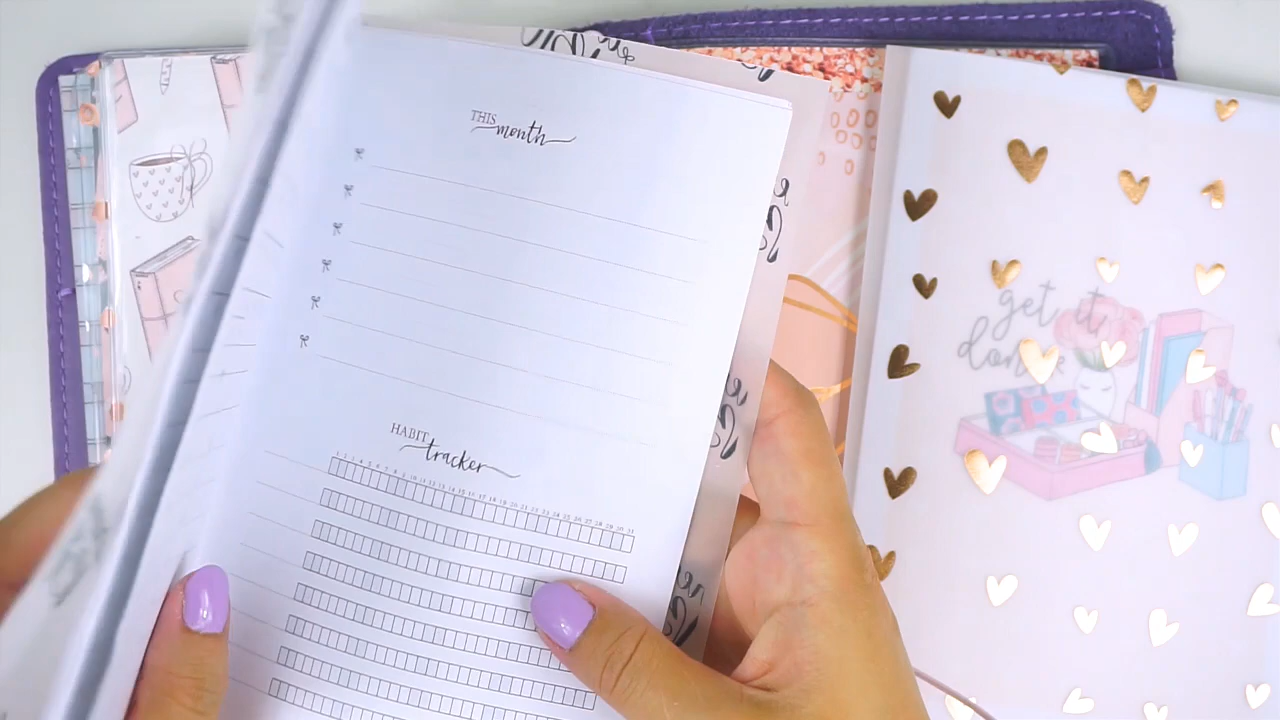 THIS
month
HABIT
tracker
1 2 3 4 5 6 7 8 9 10 11 12 13 14 15 16 17 18 19 20 21 22 23 24 25 26 27 28 29 30 31
get it
done